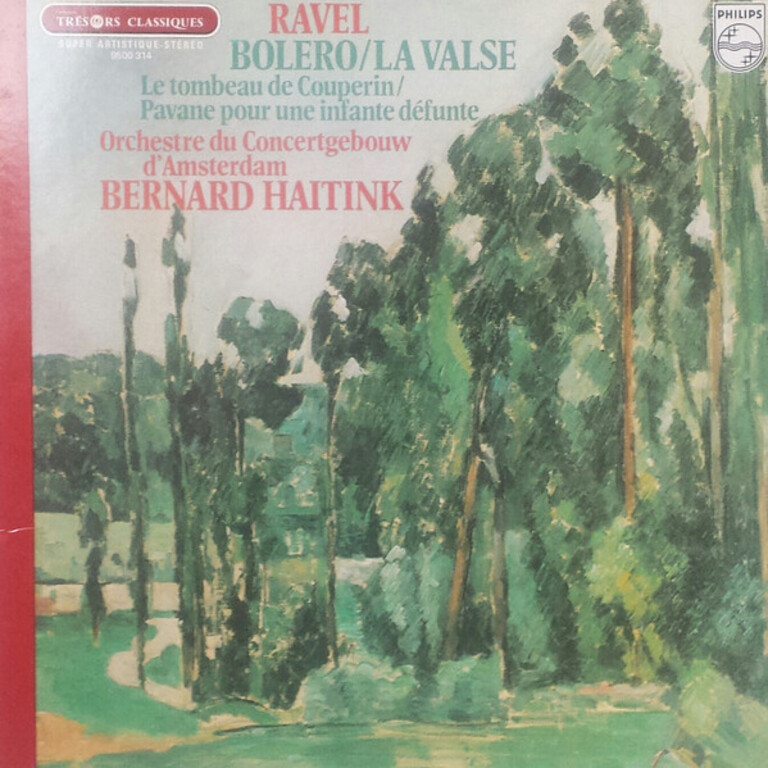 TRÉSORS CLASSIQUES
SUPER ARTISTIQUE-STEREO
9500 314
PHILIPS
RAVEL
BOLERO/LA VALSE
Le tombeau de Couperin/
Pavane pour une infante défunte
Orchestre du Concertgebouw
d'Amsterdam
BERNARD HAITINK